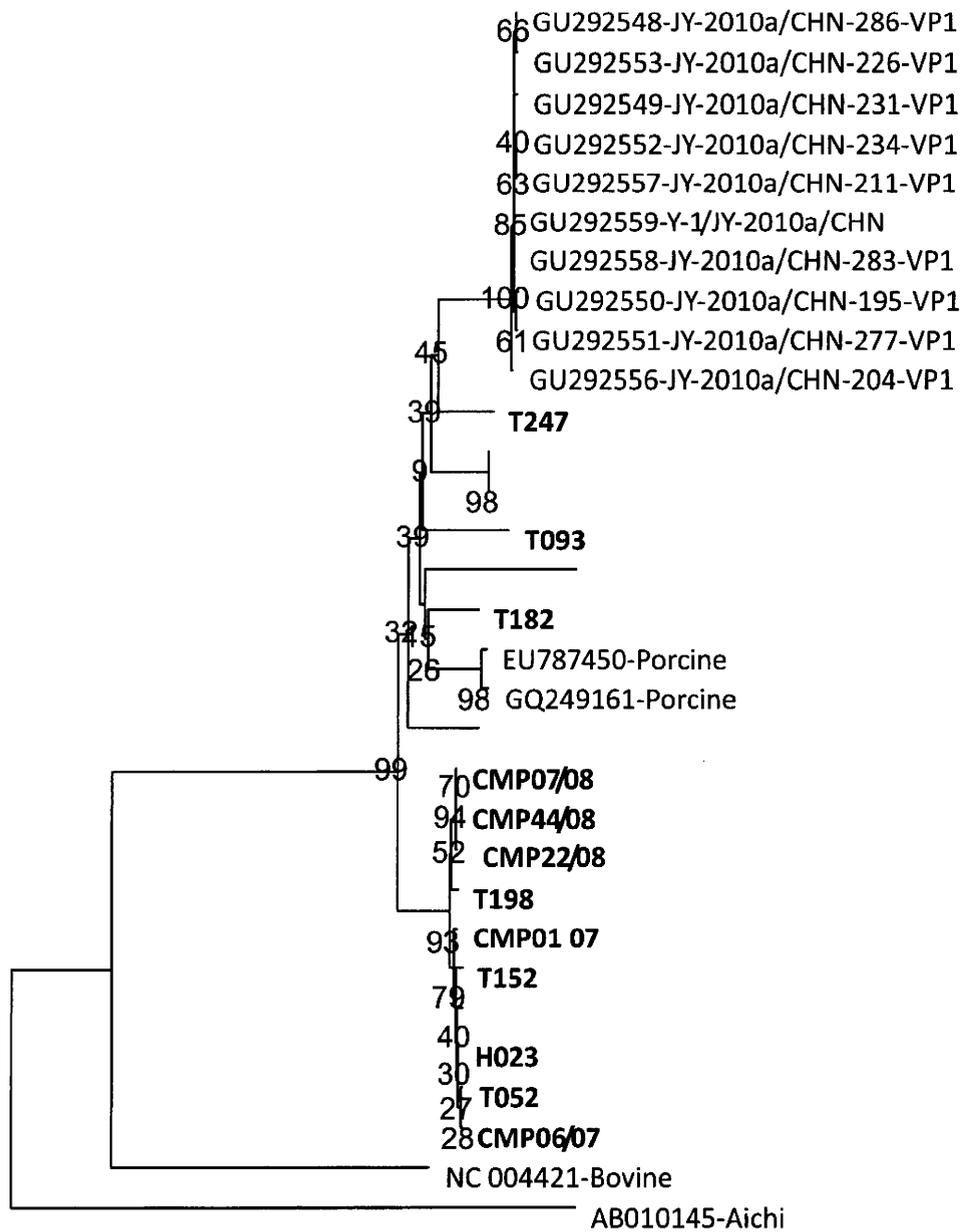 66 GU292548-JY-2010a/CHN-286-VP1
GU292553-JY-2010a/CHN-226-VP1
GU292549-JY-2010a/CHN-231-VP1
40 GU292552-JY-2010a/CHN-234-VP1
63 GU292557-JY-2010a/CHN-211-VP1
85 GU292559-Y-1/JY-2010a/CHN
GU292558-JY-2010a/CHN-283-VP1
100 GU292550-JY-2010a/CHN-195-VP1
61 GU292551-JY-2010a/CHN-277-VP1
45
GU292556-JY-2010a/CHN-204-VP1
39 T247
9
98
39 T093
T182
15
EU787450-Porcine
26
98 GQ249161-Porcine
99
70 CMP07/08
94 CMP44/08
52 CMP22/08
T198
93 CMP01 07
T152
79
40
H023
30
T052
27
28 CMP06/07
NC 004421-Bovine
AB010145-Aichi